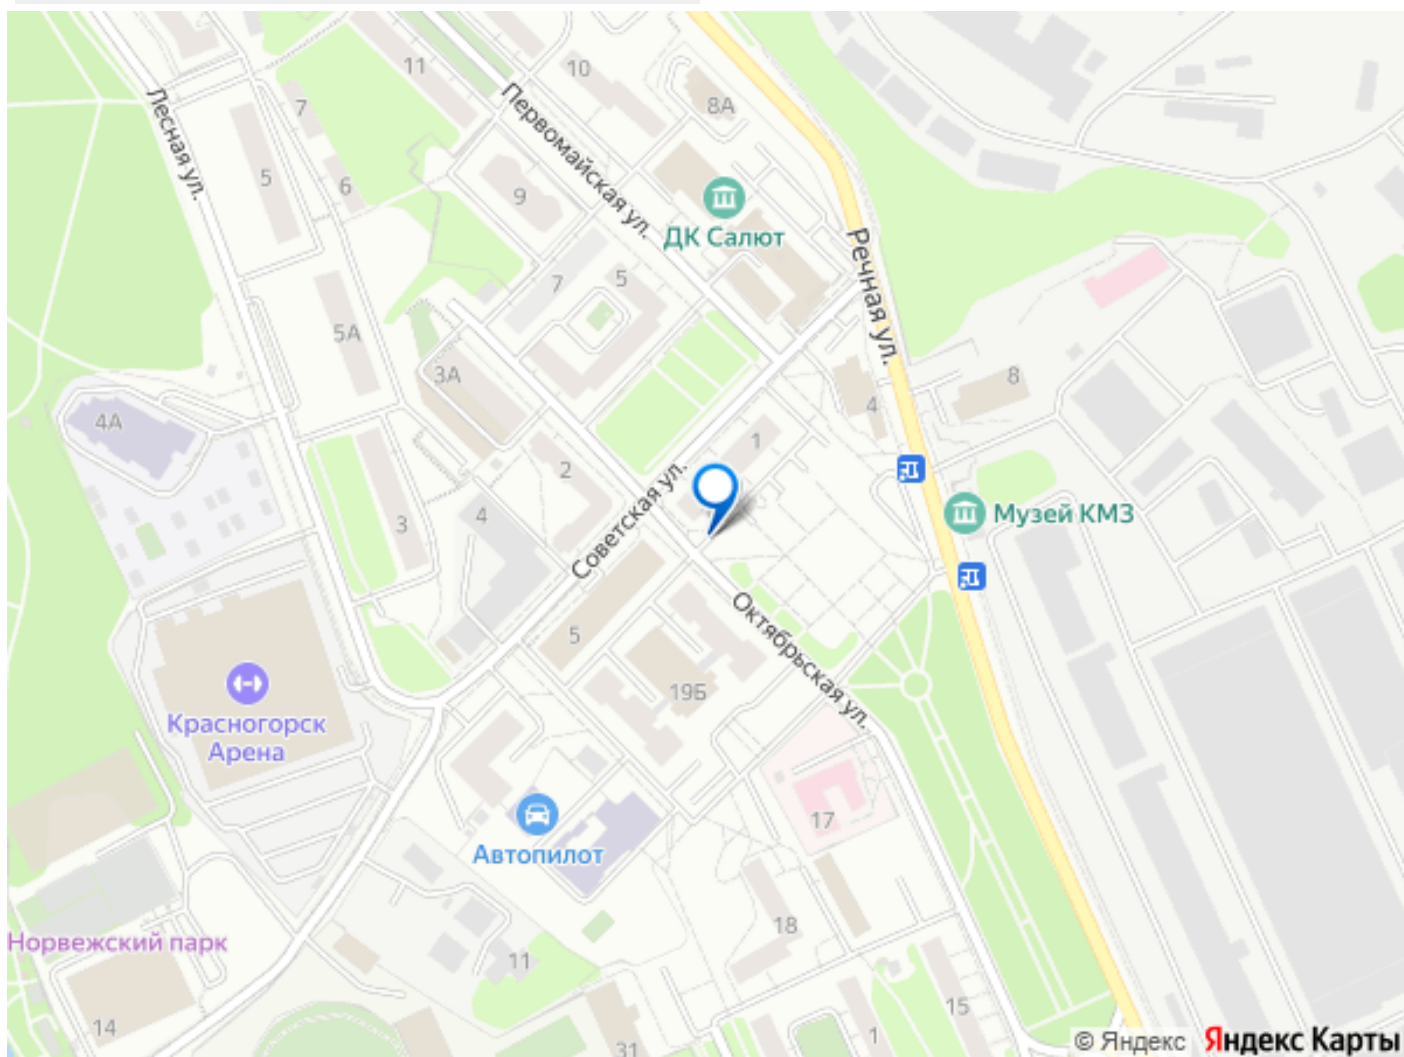 11
10
8А
Лесная ул.
7
Первомайская ул.
5
6
9
ДК Салют
Речная ул.
7
5
5А
3А
8
4
4А
1
2
Советская ул.
3
4
Музей КМЗ
Октябрьская ул.
5
19Б
Красногорск
Арена
17
Автопилот
18
Норвежский парк
11
15
14
1
31
© Яндекс Яндекс Карты